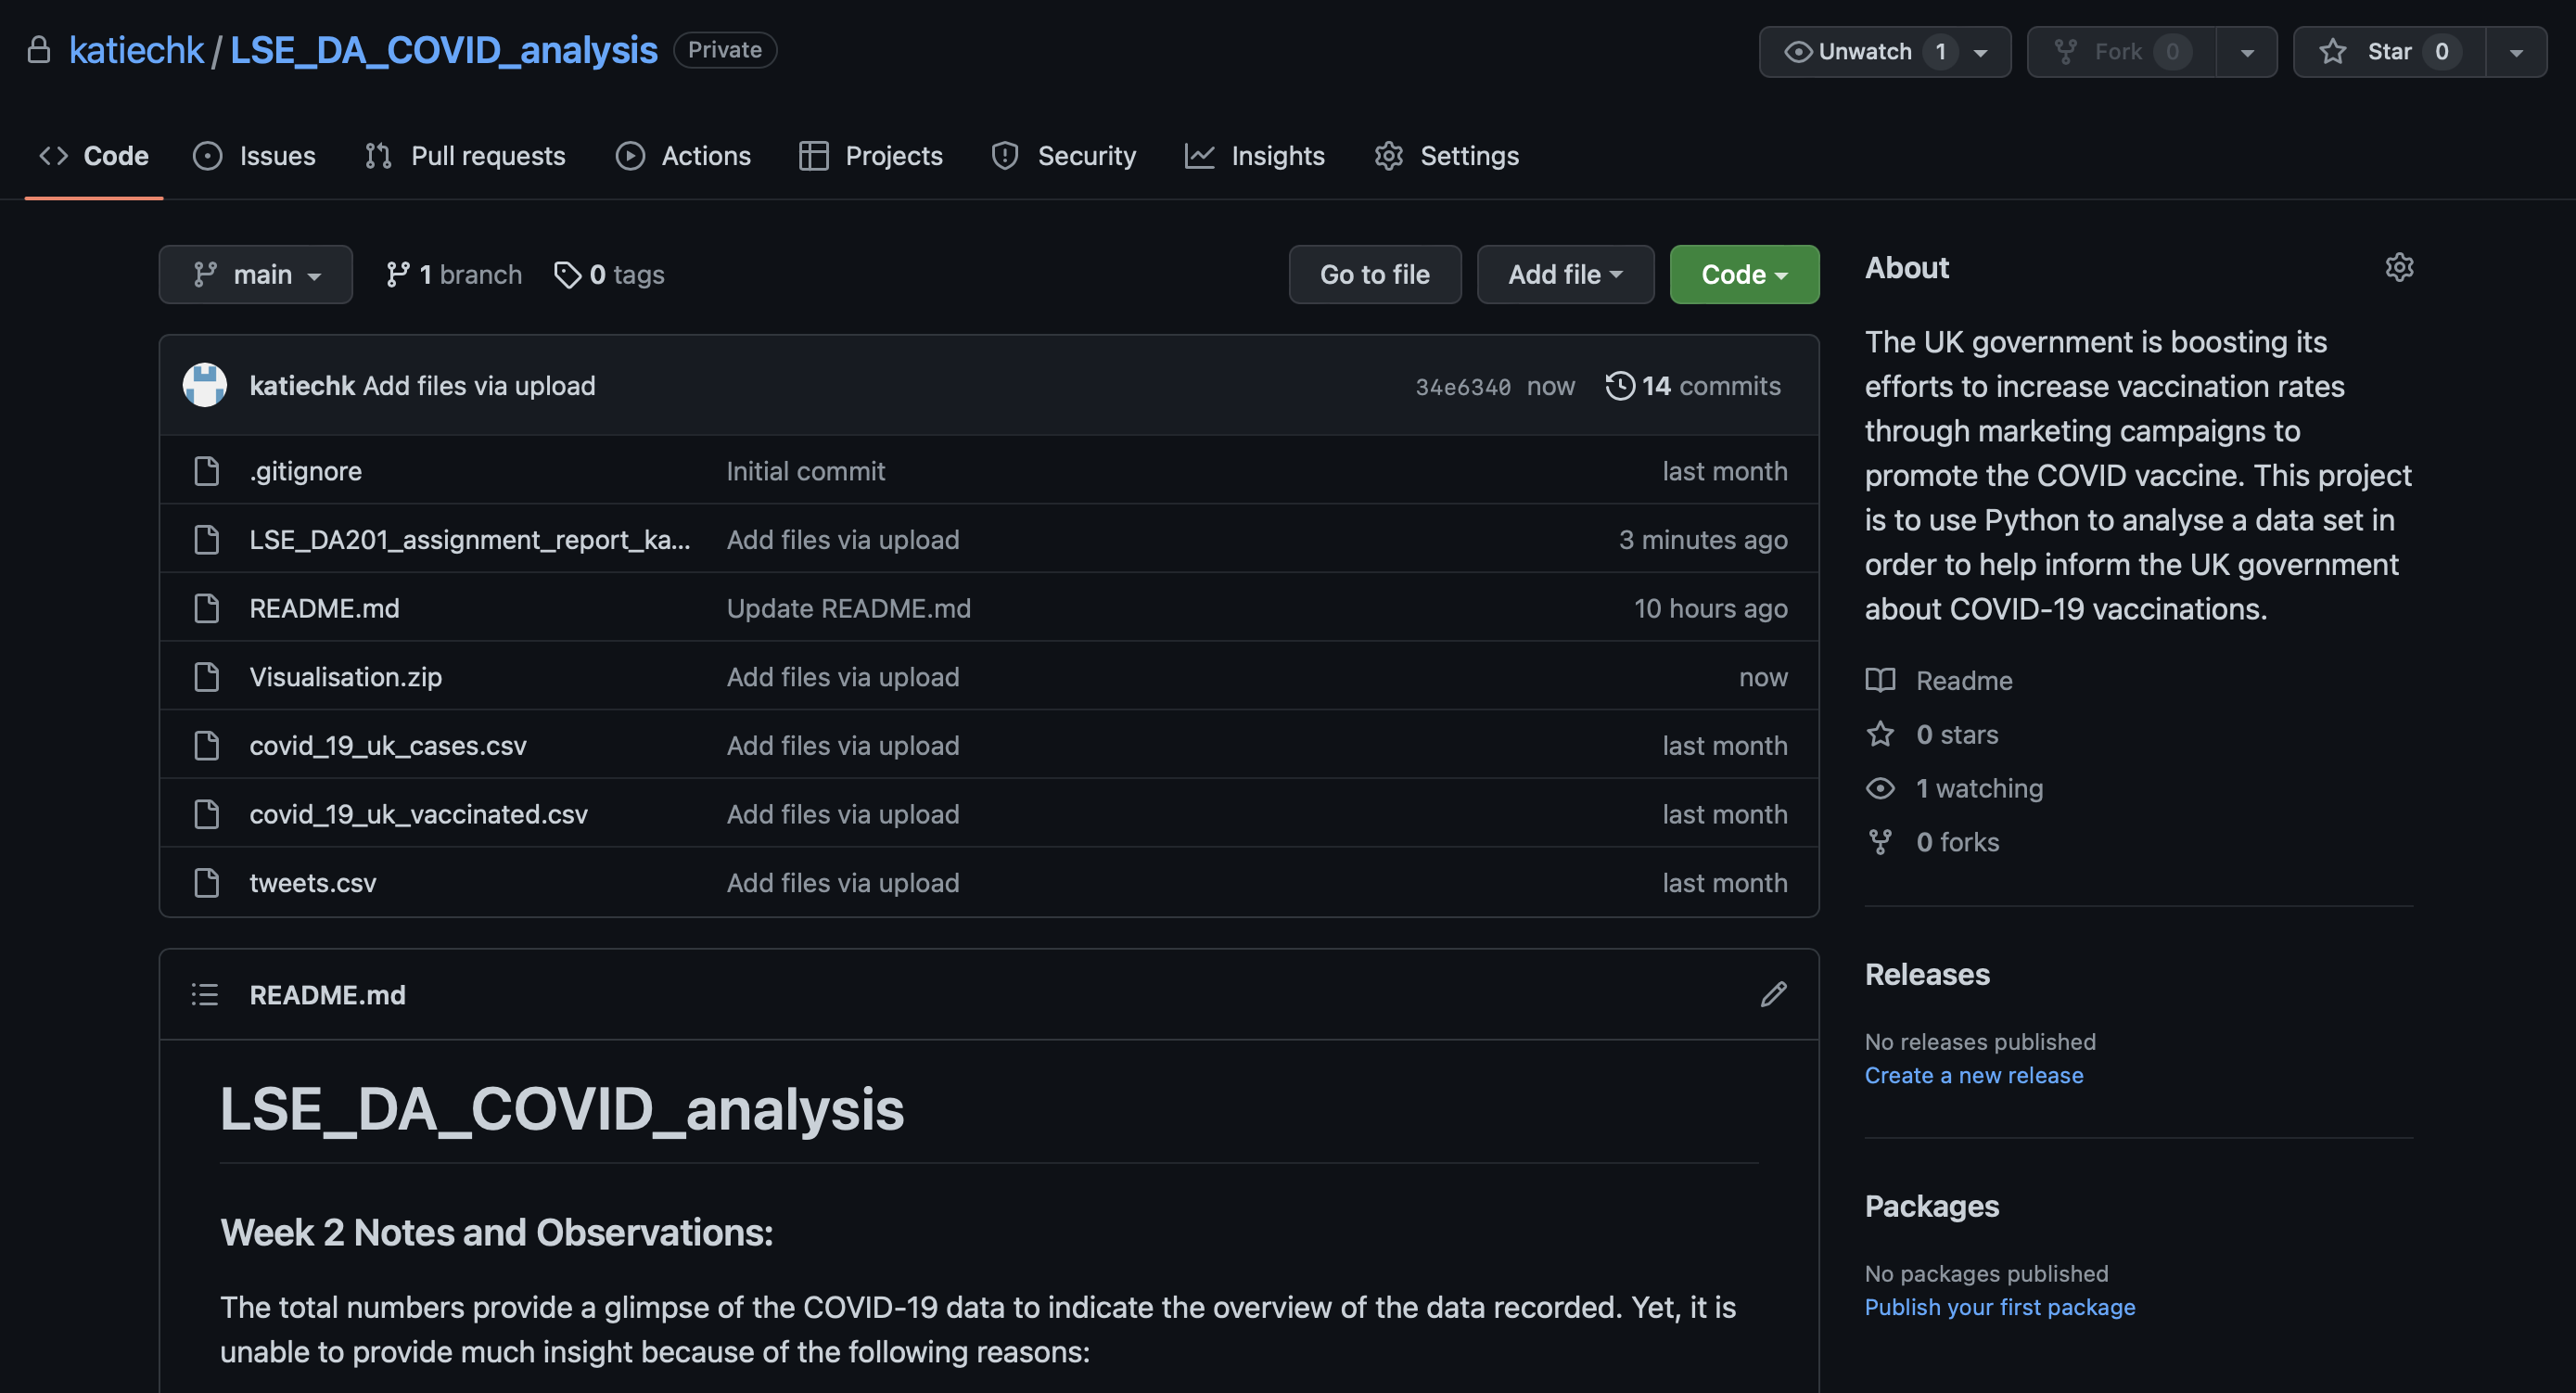 katiechk / LSE_DA_COVID_analysis Private
Unwatch 1 Fork 0 Star 0
Code Issues Pull requests Actions Projects Security Insights Settings
main 1 branch 0 tags Go to file Add file Code
katiechk Add files via upload 34e6340 now 14 commits
.gitignore Initial commit last month
LSE_DA201_assignment_report_ka... Add files via upload 3 minutes ago
README.md Update README.md 10 hours ago
Visualisation.zip Add files via upload now
covid_19_uk_cases.csv Add files via upload last month
covid_19_uk_vaccinated.csv Add files via upload last month
tweets.csv Add files via upload last month
README.md
LSE_DA_COVID_analysis
Week 2 Notes and Observations:
The total numbers provide a glimpse of the COVID-19 data to indicate the overview of the data recorded. Yet, it is
unable to provide much insight because of the following reasons:
About
The UK government is boosting its
efforts to increase vaccination rates
through marketing campaigns to
promote the COVID vaccine. This project
is to use Python to analyse a data set in
order to help inform the UK government
about COVID-19 vaccinations.
Readme
0 stars
1 watching
0 forks
Releases
No releases published
Create a new release
Packages
No packages published
Publish your first package